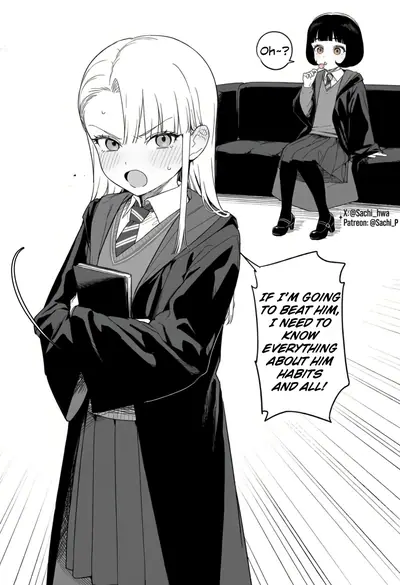 Oh~?
X:@Sachi_hwa
Patreon: @Sachi_P
IF I'M GOING
TO BEAT HIM,
I NEED TO
KNOW
EVERYTHING
ABOUT HIM
HABITS
AND ALL!